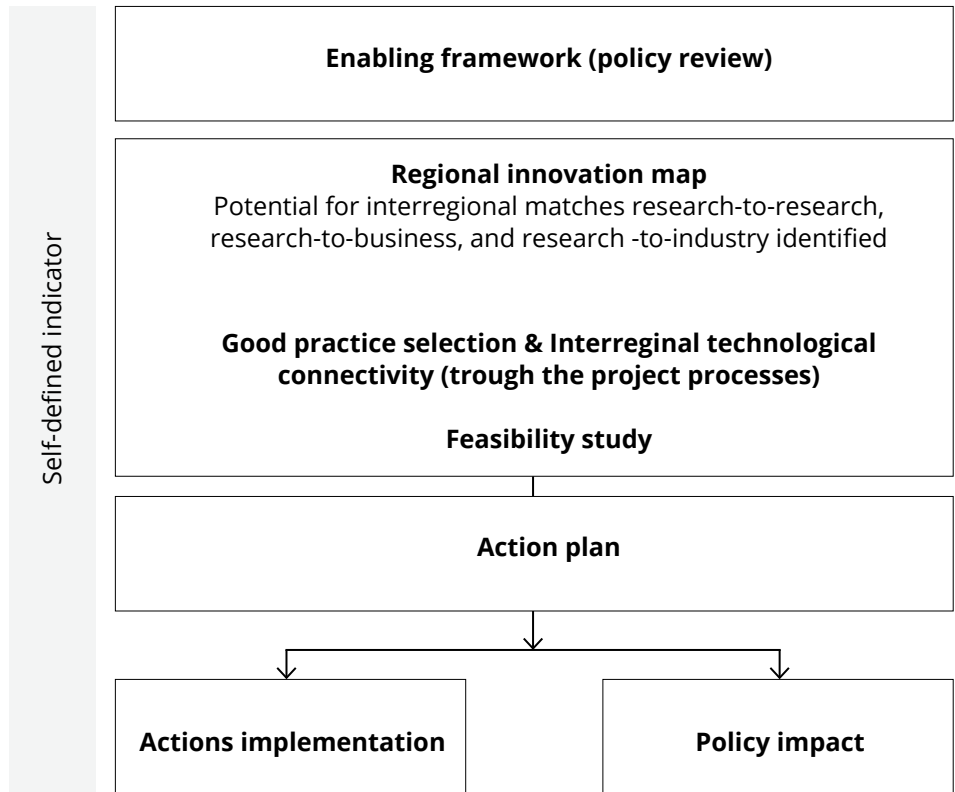 Self-defined indicator
Enabling framework (policy review)
Regional innovation map
Potential for interregional matches research-to-research,
research-to-business, and research -to-industry identified
Good practice selection & Interreginal technological
connectivity (trough the project processes)
Feasibility study
Action plan
Actions implementation
Policy impact